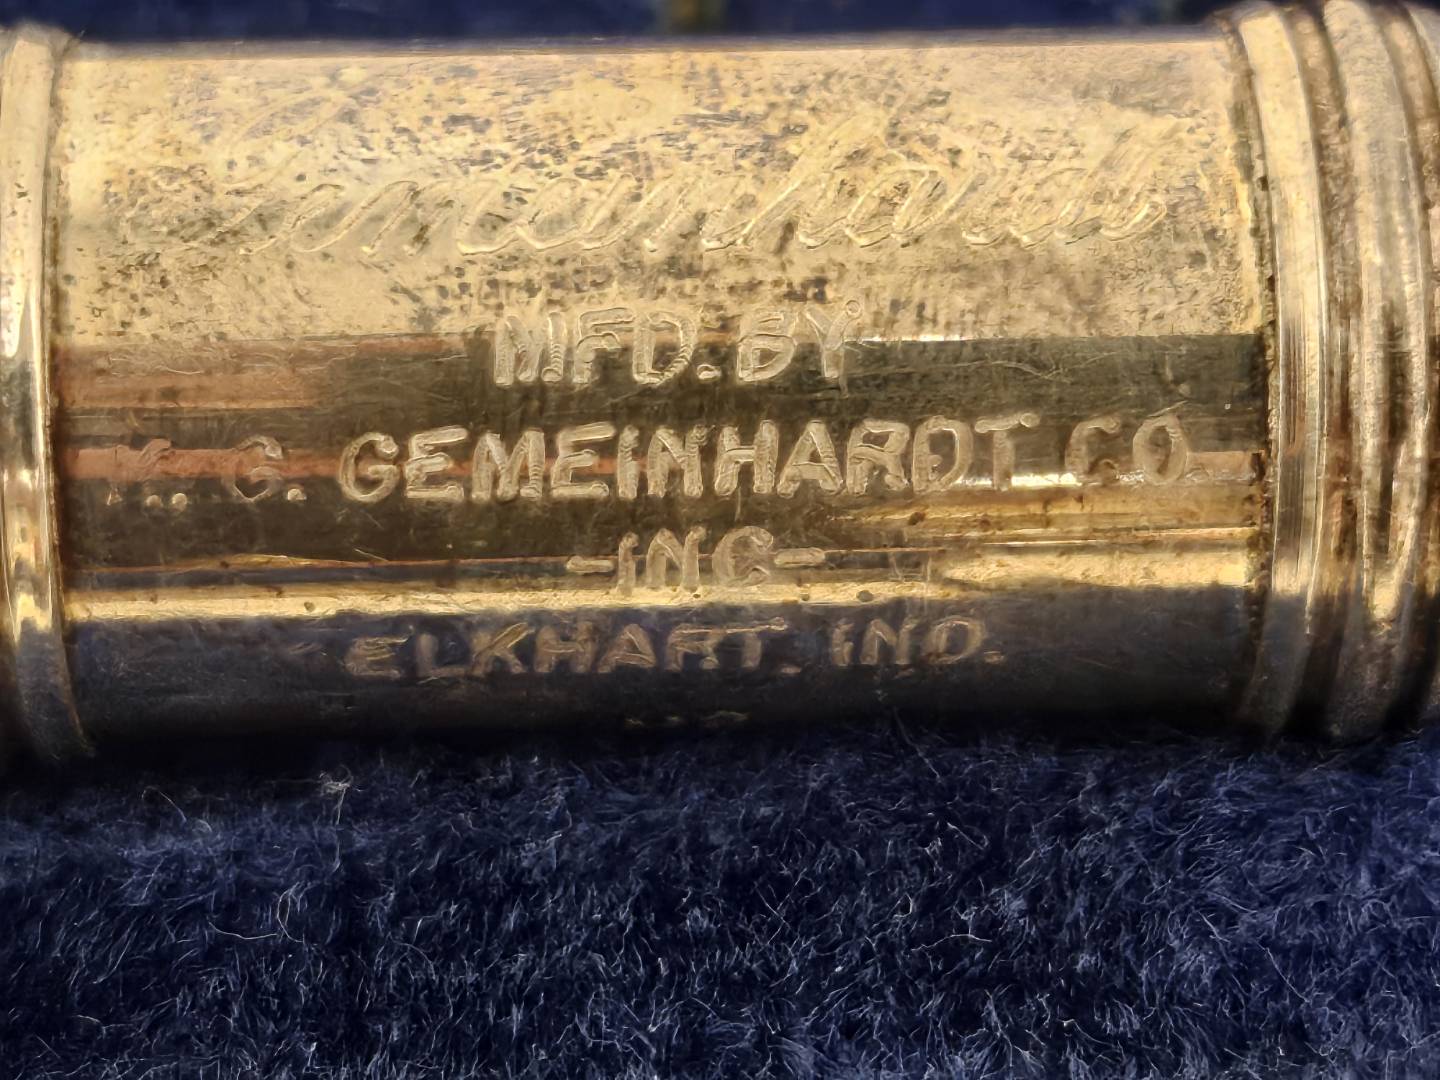 Gemeinhardt
MFD. BY
K. G. GEMEINHARDT CO
-INC-
ELKHART. IND.